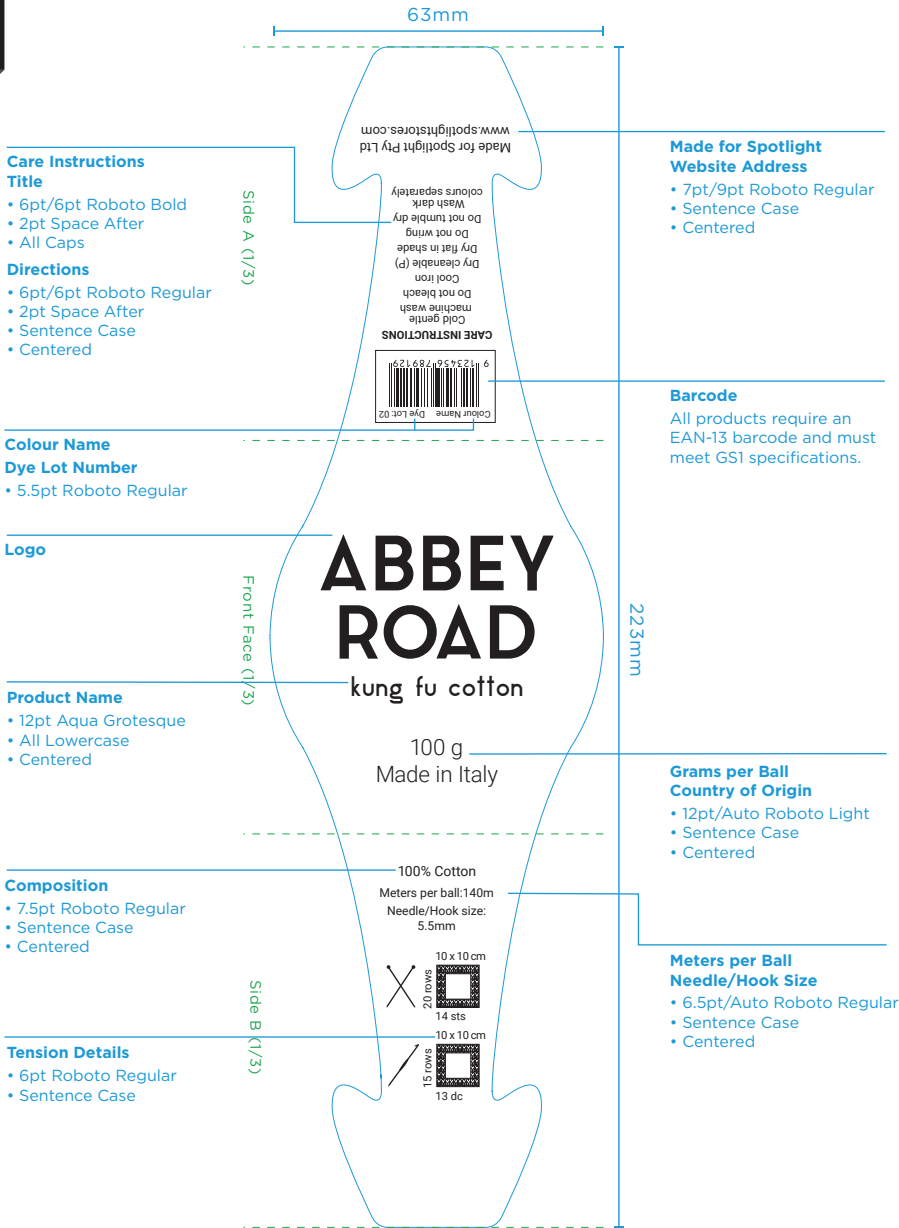 63mm
Made for Spotlight Pty Ltd
www.spotlightstores.com
Care Instructions
Title
• 6pt/6pt Roboto Bold
• 2pt Space After
• All Caps
Directions
• 6pt/6pt Roboto Regular
• 2pt Space After
• Sentence Case
• Centered
Side A (1/3)
CARE INSTRUCTIONS
Cold gentle
machine wash
Do not bleach
Cool iron
Dry cleanable (P)
Dry flat in shade
Do not wring
Do not tumble dry
Wash dark
colours separately
Made for Spotlight
Website Address
• 7pt/9pt Roboto Regular
• Sentence Case
• Centered
Colour Name Dye Lot: 02
9 123456 789129
Barcode
All products require an
EAN-13 barcode and must
meet GS1 specifications.
Colour Name
Dye Lot Number
• 5.5pt Roboto Regular
Logo
ABBEY
ROAD
kung fu cotton
Front Face (1/3)
223mm
Product Name
• 12pt Aqua Grotesque
• All Lowercase
• Centered
100 g
Made in Italy
Grams per Ball
Country of Origin
• 12pt/Auto Roboto Light
• Sentence Case
• Centered
Composition
• 7.5pt Roboto Regular
• Sentence Case
• Centered
100% Cotton
Meters per ball:140m
Needle/Hook size:
5.5mm
Meters per Ball
Needle/Hook Size
• 6.5pt/Auto Roboto Regular
• Sentence Case
• Centered
Side B (1/3)
10 x 10 cm
20 rows
14 sts
10 x 10 cm
15 rows
13 dc
Tension Details
• 6pt Roboto Regular
• Sentence Case